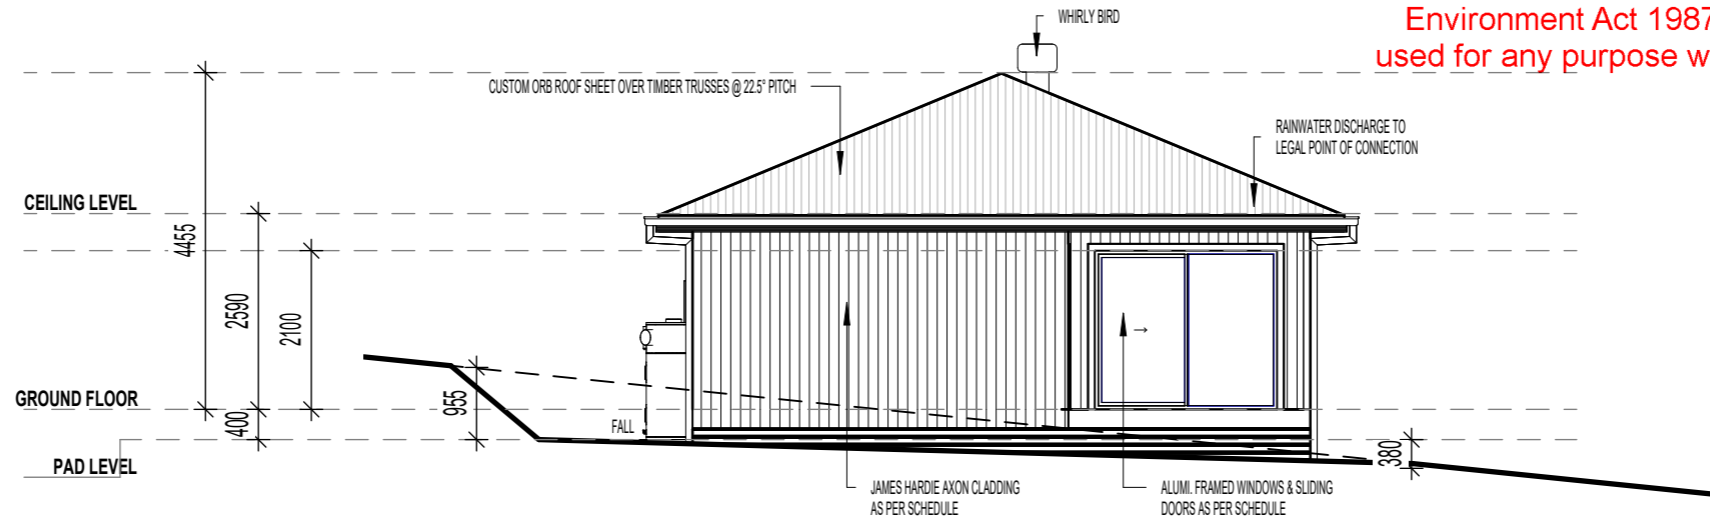 WHIRLY BIRD
Environment Act 1987
used for any purpose w
CUSTOM ORB ROOF SHEET OVER TIMBER TRUSSES @ 22.5° PITCH
RAINWATER DISCHARGE TO
LEGAL POINT OF CONNECTION
CEILING LEVEL
4455
2590
2100
GROUND FLOOR
400
955
FALL
PAD LEVEL
380
JAMES HARDIE AXON CLADDING
AS PER SCHEDULE
ALUMI. FRAMED WINDOWS & SLIDING
DOORS AS PER SCHEDULE